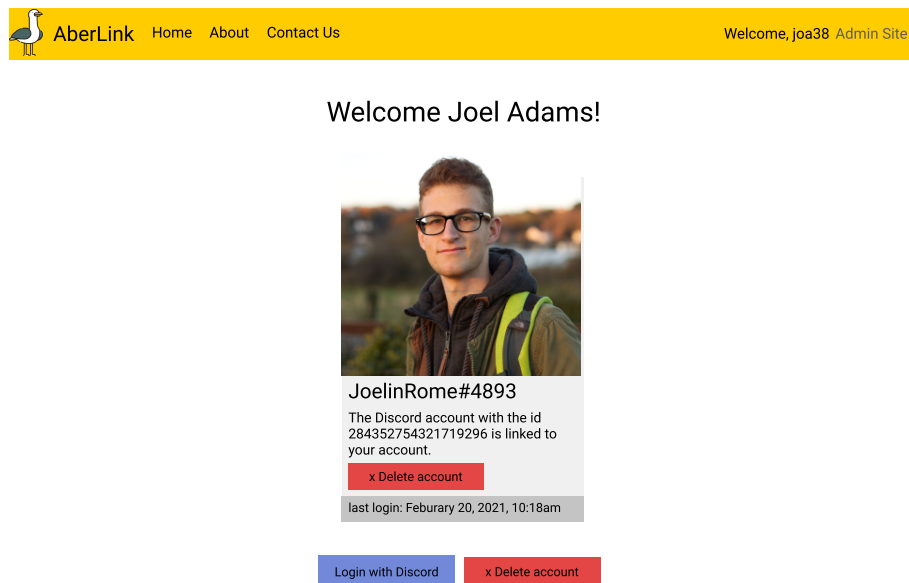 AberLink Home About Contact Us Welcome, joa38 Admin Site
Welcome Joel Adams!
JoelinRome#4893
The Discord account with the id
284352754321719296 is linked to
your account.
x Delete account
last login: Feburary 20, 2021, 10:18am
Login with Discord x Delete account